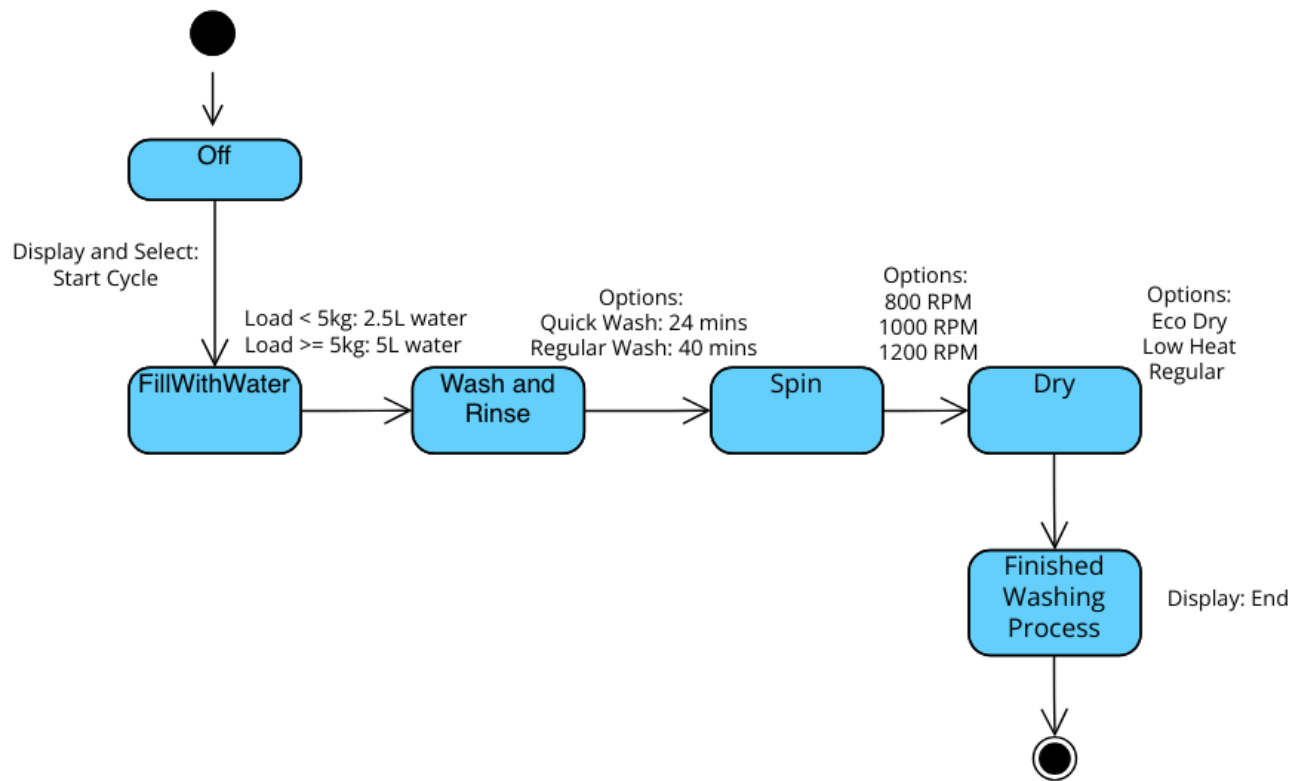 Off
Display and Select:
Start Cycle
Load < 5kg: 2.5L water
Load >= 5kg: 5L water
FillWithWater
Options:
Quick Wash: 24 mins
Regular Wash: 40 mins
Wash and
Rinse
Spin
Options:
800 RPM
1000 RPM
1200 RPM
Dry
Options:
Eco Dry
Low Heat
Regular
Finished
Washing
Process
Display: End